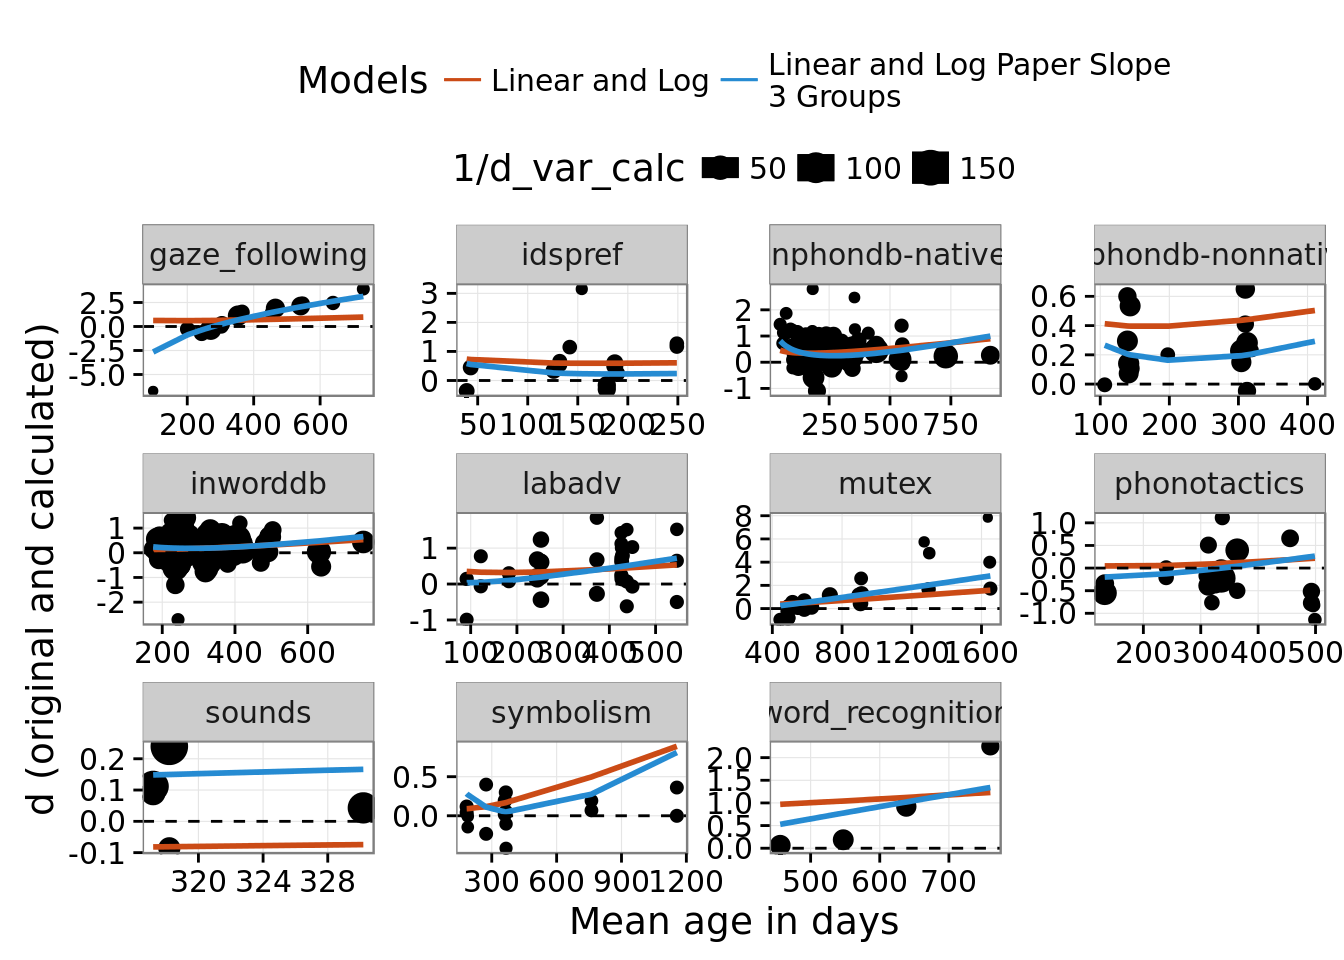 Models Linear and Log Linear and Log Paper Slope
3 Groups
1/d_var_calc 50 100 150
gaze_following idspref nphondb-native phondb-nonnati
2.5 0.0 -2.5 -5.0
200 400 600
3 2 1 0
50 100 150 200 250
2 1 0 -1
250 500 750
0.6 0.4 0.2 0.0
100 200 300 400
inworddb labadv mutex phonotactics
1 0 -1 -2
200 400 600
1 0 -1
100 200 300 400 500
8 6 4 2 0
400 800 1200 1600
1.0 0.5 0.0 -0.5 -1.0
200 300 400 500
sounds symbolism word_recognition
0.2 0.1 0.0 -0.1
320 324 328
0.5 0.0
300 600 900 1200
2.0 1.5 1.0 0.5 0.0
500 600 700
Mean age in days
d (original and calculated)